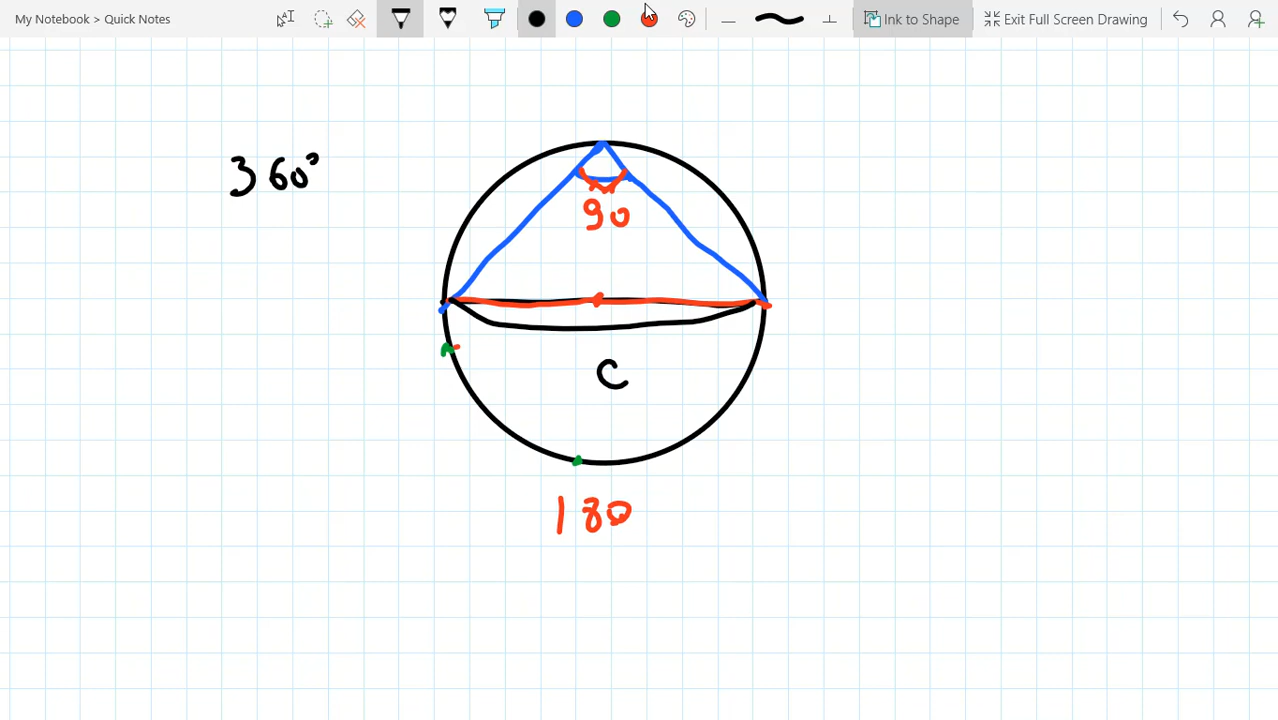 My Notebook > Quick Notes
Ink to Shape
Exit Full Screen Drawing
360°
90
C
180